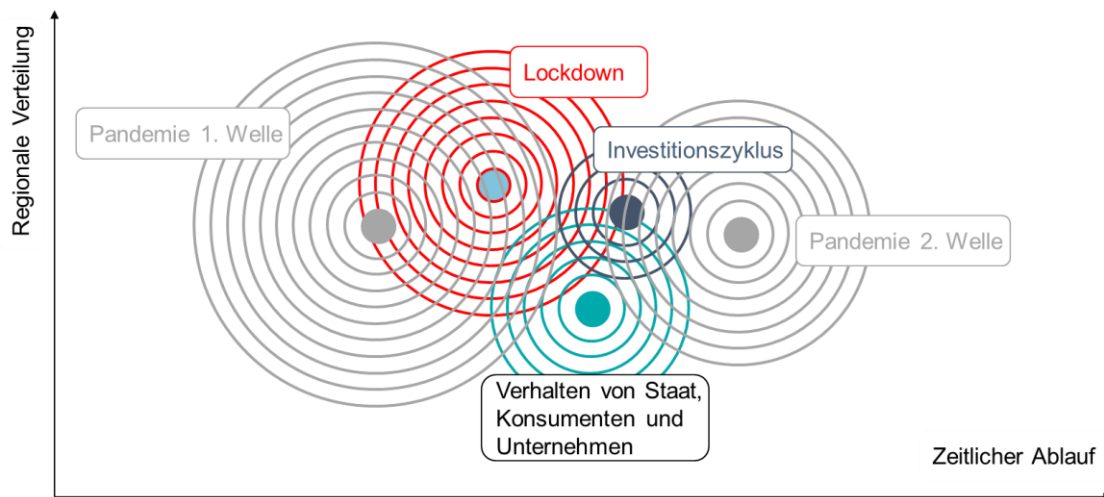 Regionale Verteilung
Lockdown
Pandemie 1. Welle
Investitionszyklus
Pandemie 2. Welle
Verhalten von Staat,
Konsumenten und
Unternehmen
Zeitlicher Ablauf